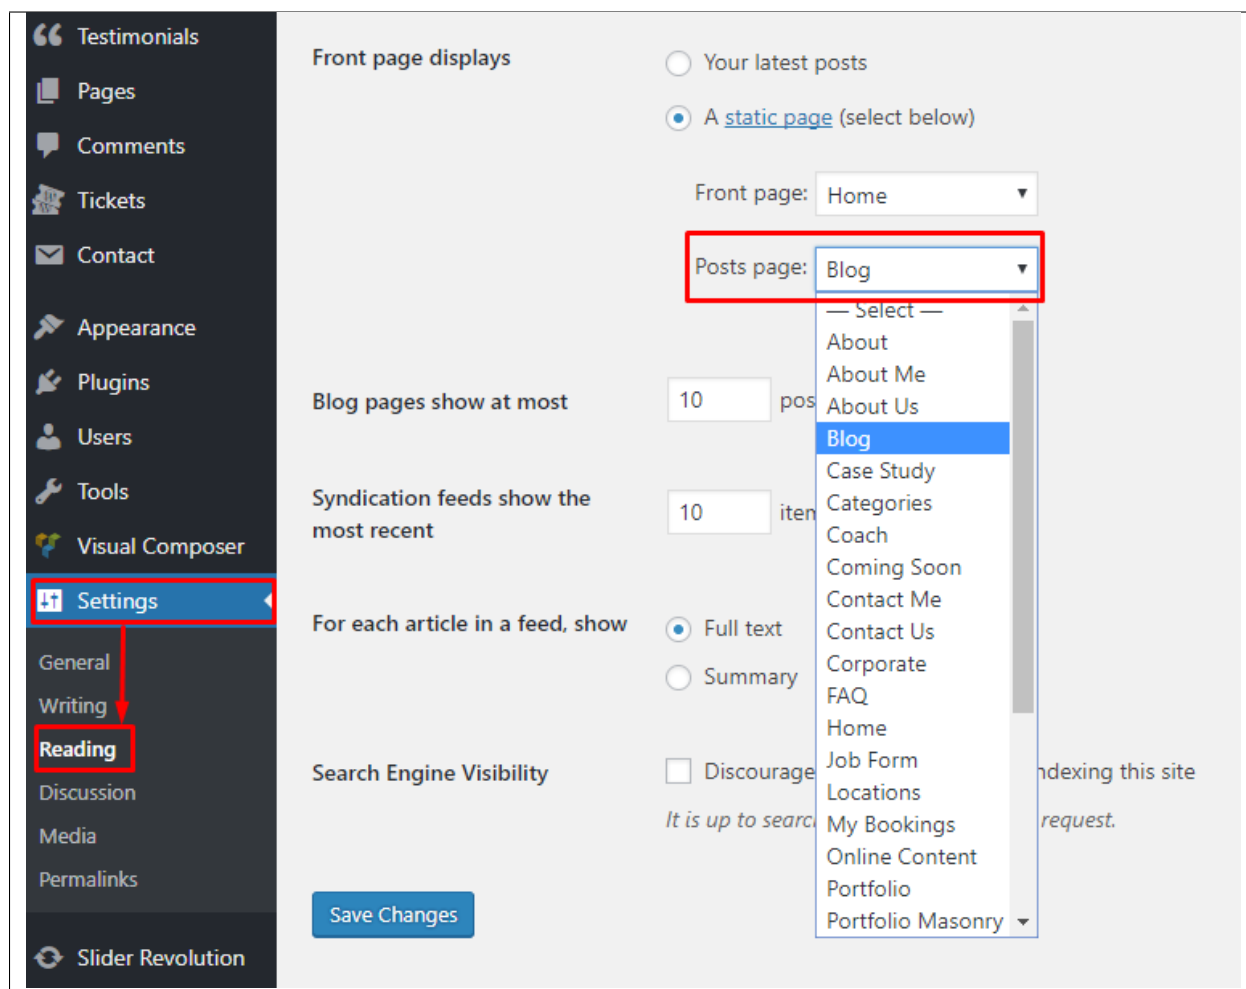 Testimonials
Pages
Comments
Tickets
Contact
Appearance
Plugins
Users
Tools
Visual Composer
Settings
General
Writing
Reading
Discussion
Media
Permalinks
Slider Revolution
Front page displays
Your latest posts
A static page (select below)
Front page: Home
Posts page: Blog
— Select —
About
About Me
About Us
Blog
Case Study
Categories
Coach
Coming Soon
Contact Me
Contact Us
Corporate
FAQ
Home
Job Form
Locations
My Bookings
Online Content
Portfolio
Portfolio Masonry
Blog pages show at most
10 pos
Syndication feeds show the
most recent
10 iten
For each article in a feed, show
Full text
Summary
Search Engine Visibility
Discourage ndexing this site
It is up to searc request.
Save Changes